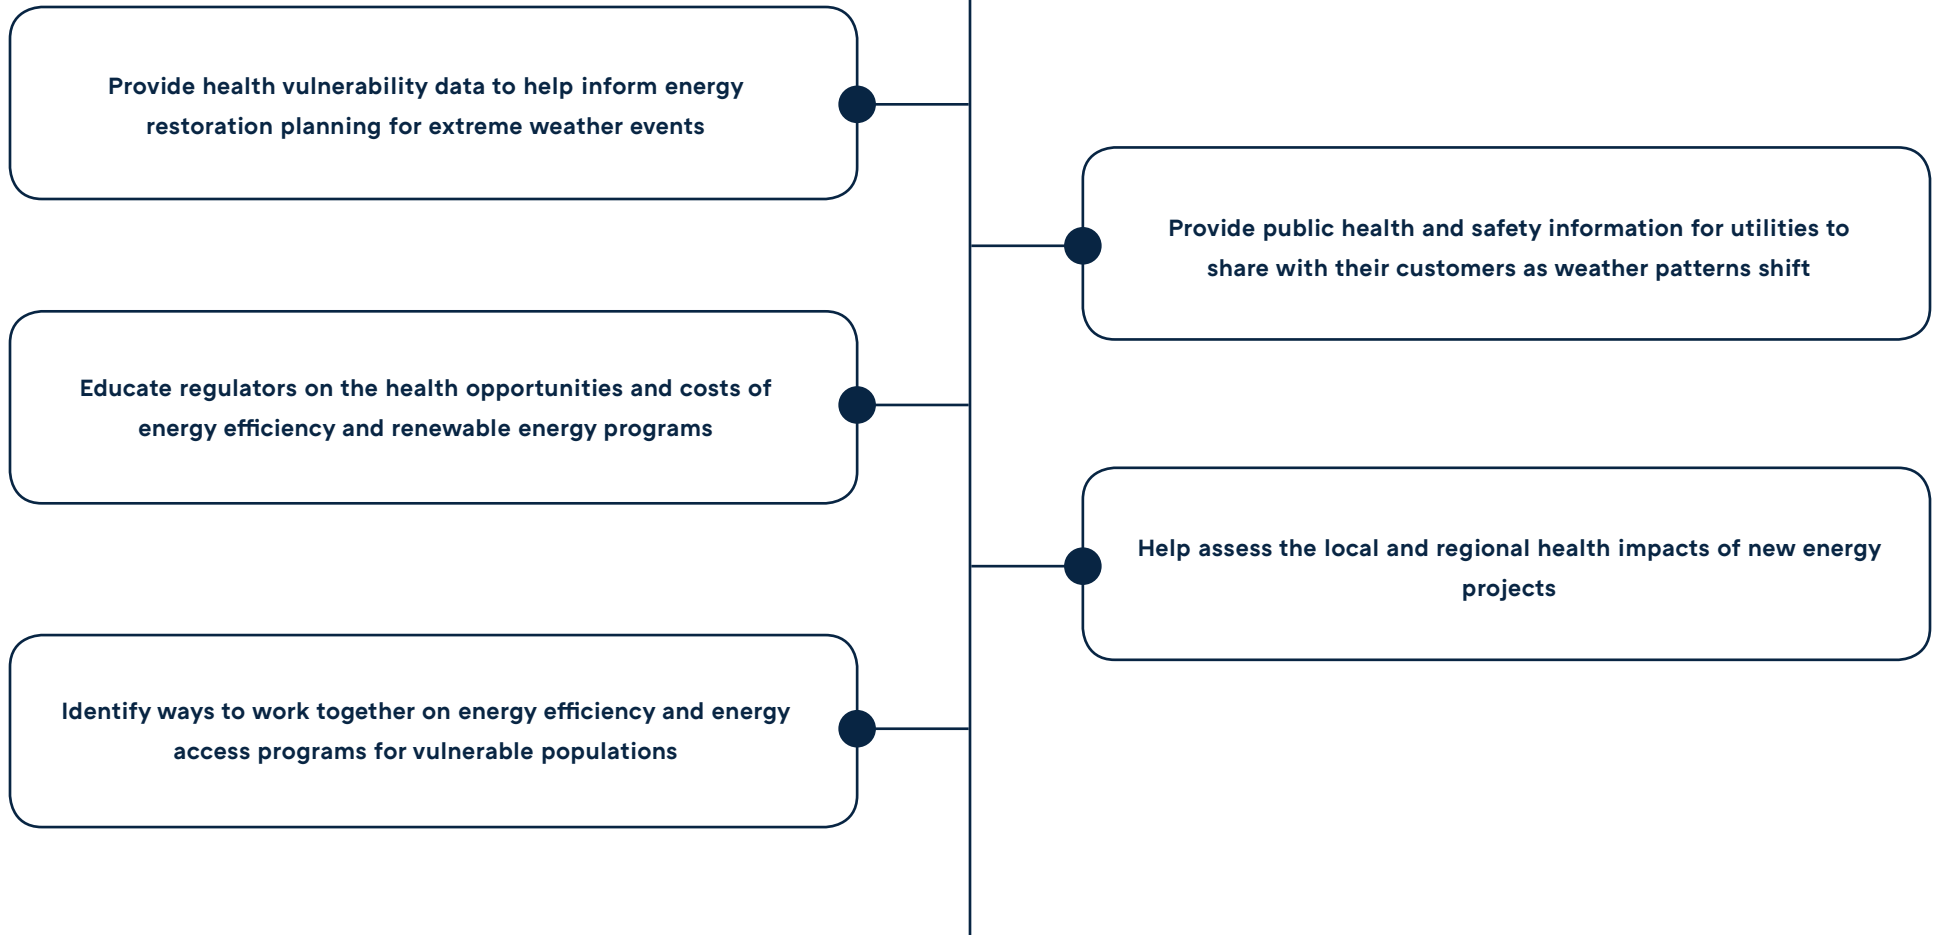 Provide health vulnerability data to help inform energy
restoration planning for extreme weather events
Provide public health and safety information for utilities to
share with their customers as weather patterns shift
Educate regulators on the health opportunities and costs of
energy efficiency and renewable energy programs
Help assess the local and regional health impacts of new energy
projects
Identify ways to work together on energy efficiency and energy
access programs for vulnerable populations